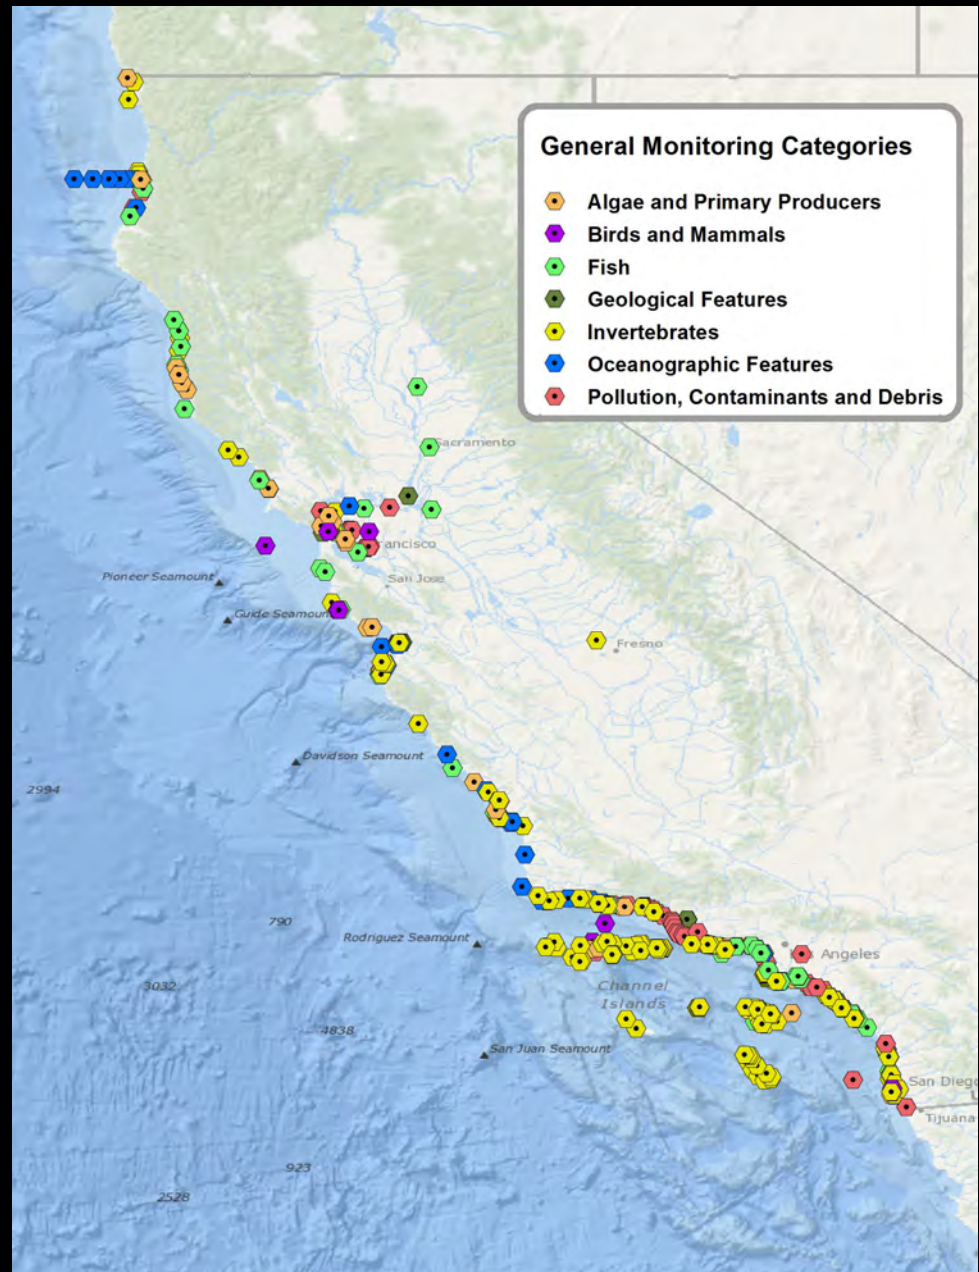 General Monitoring Categories
Algae and Primary Producers
Birds and Mammals
Fish
Geological Features
Invertebrates
Oceanographic Features
Pollution, Contaminants and Debris
Sacramento
rancisco
San Jose
Pioneer Seamount
Guide Seamoun
Fresno
Davidson Seamount
2994
790
Rodriguez Seamount
Angeles
3032
Channel
Islands
4838
San Juan Seamount
San Dieg
Tijuana
923
2528